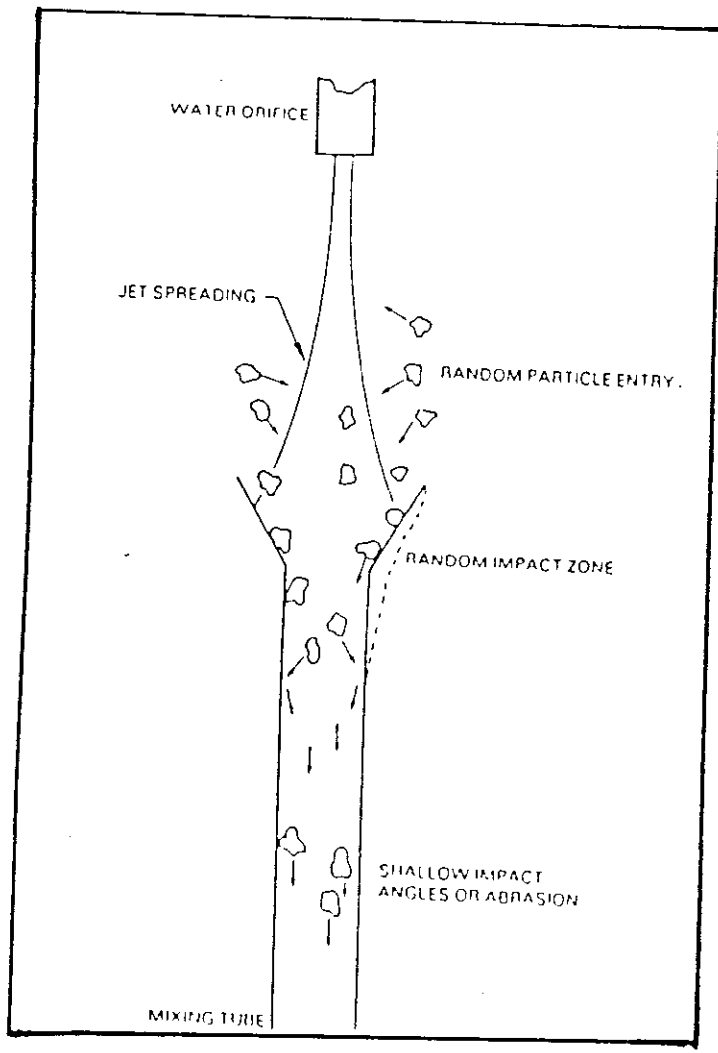 WATER ORIFICE
JET SPREADING
RANDOM PARTICLE ENTRY.
RANDOM IMPACT ZONE
SHALLOW IMPACT
ANGLES OR ABRASION
MIXING TUBE